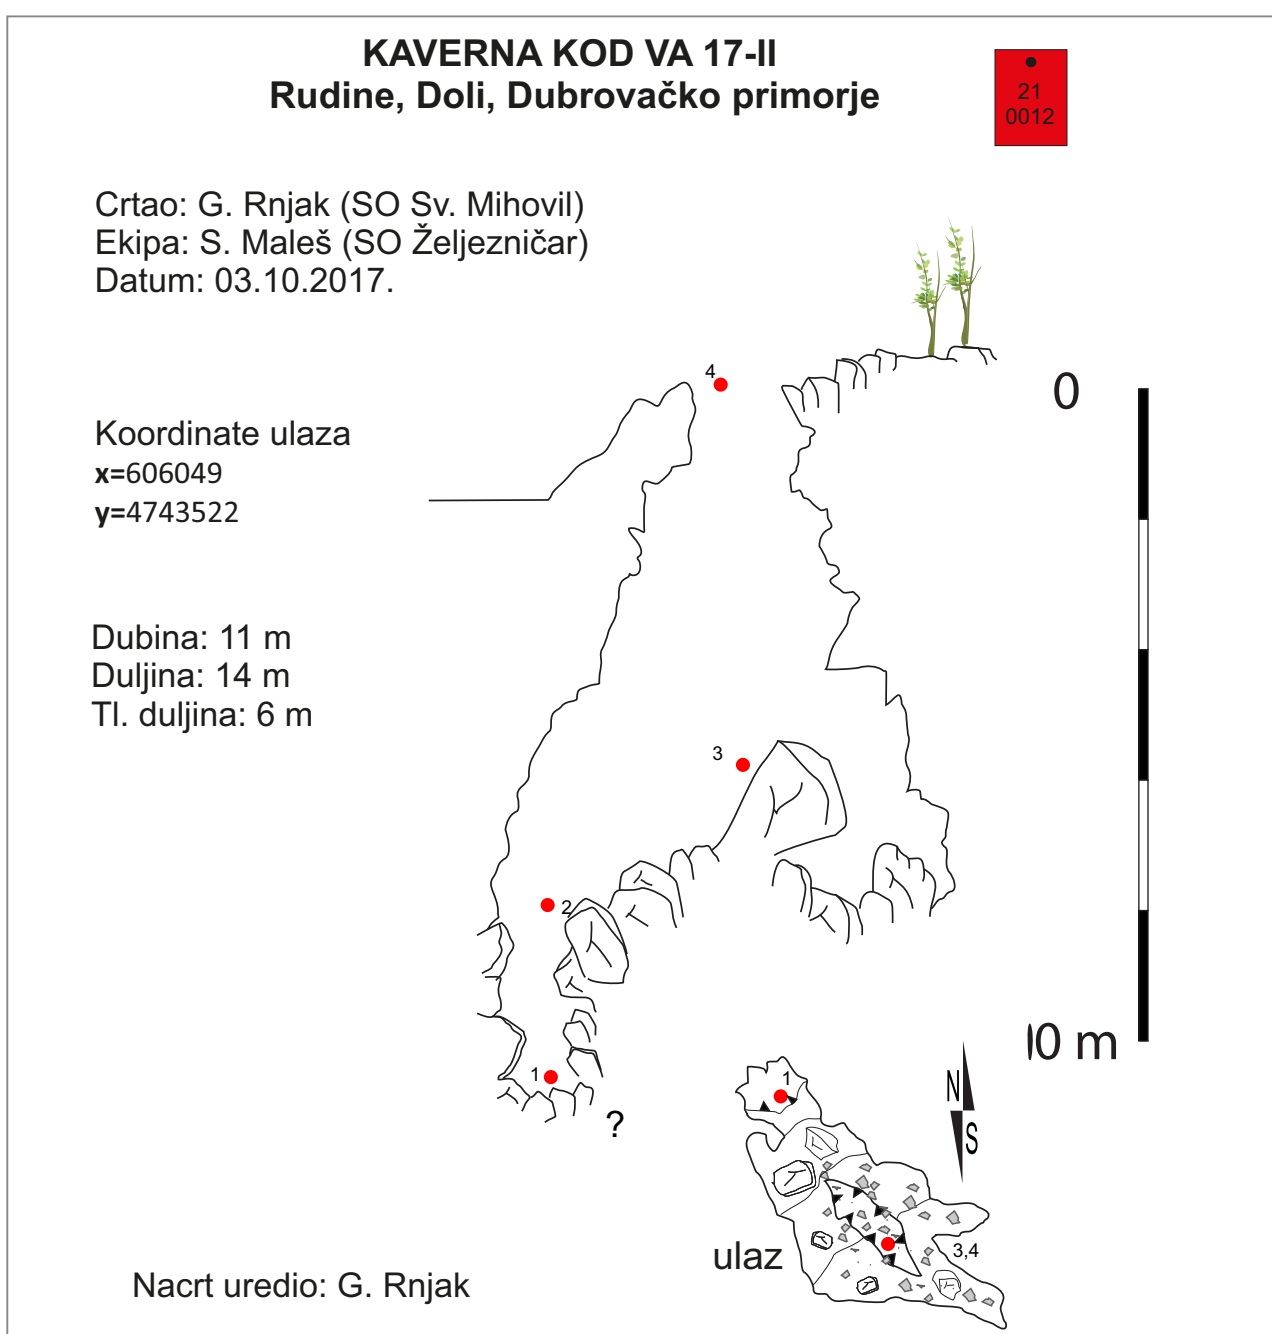 KAVERNA KOD VA 17-II
Rudine, Doli, Dubrovačko primorje
21
0012
Crtao: G. Rnjak (SO Sv. Mihovil)
Ekipa: S. Maleš (SO Željezničar)
Datum: 03.10.2017.
4
0
Koordinate ulaza
x=606049
y=4743522
Dubina: 11 m
Duljina: 14 m
Tl. duljina: 6 m
3
2
10 m
1
1
N
?
S
ulaz
3,4
Nacrt uredio: G. Rnjak